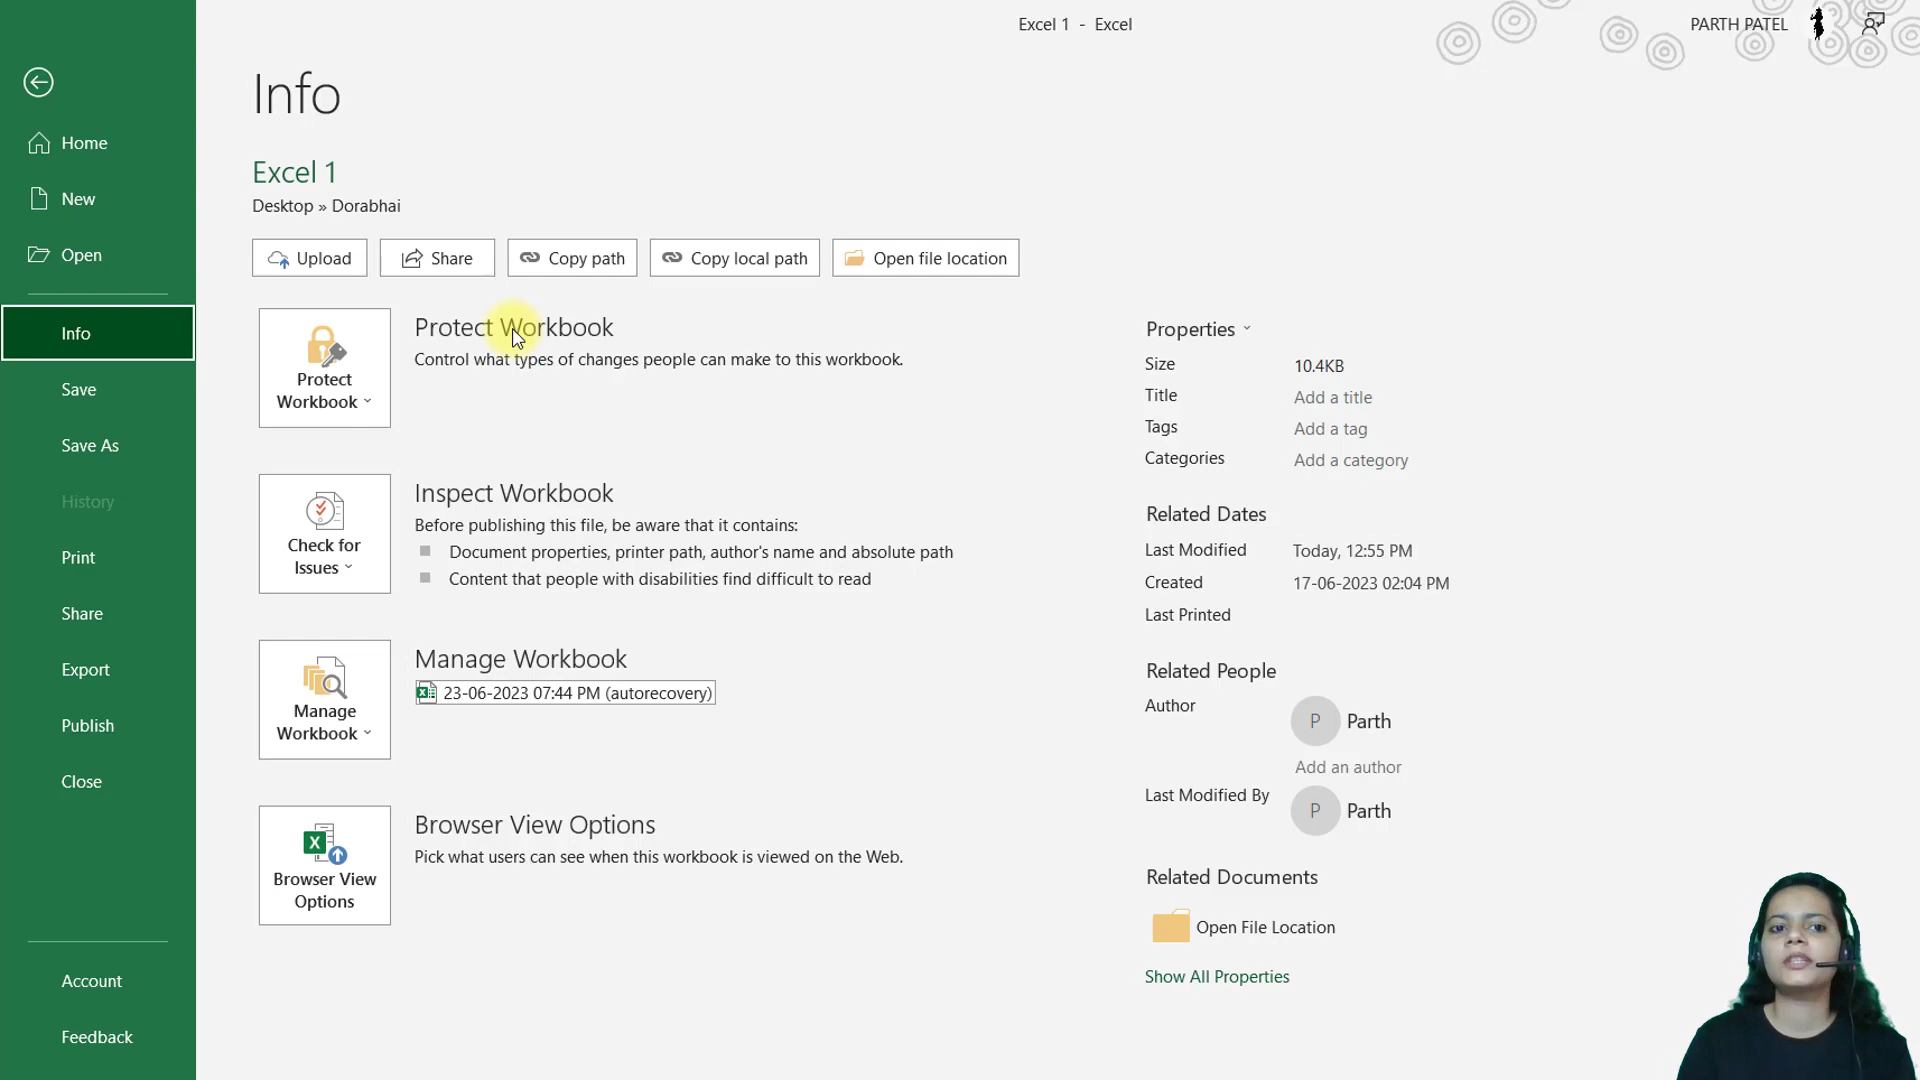 Excel 1 - Excel
PARTH PATEL
Home
New
Open
Info
Save
Save As
History
Print
Share
Export
Publish
Close
Account
Feedback
Info
Excel 1
Desktop » Dorabhai
Upload
Share
Copy path
Copy local path
Open file location
Protect Workbook
Protect Workbook
Control what types of changes people can make to this workbook.
Check for Issues
Inspect Workbook
Before publishing this file, be aware that it contains:
Document properties, printer path, author's name and absolute path
Content that people with disabilities find difficult to read
Manage Workbook
Manage Workbook
23-06-2023 07:44 PM (autorecovery)
Browser View Options
Browser View Options
Pick what users can see when this workbook is viewed on the Web.
Properties
Size 10.4KB
Title Add a title
Tags Add a tag
Categories Add a category
Related Dates
Last Modified Today, 12:55 PM
Created 17-06-2023 02:04 PM
Last Printed
Related People
Author P Parth
Add an author
Last Modified By P Parth
Related Documents
Open File Location
Show All Properties